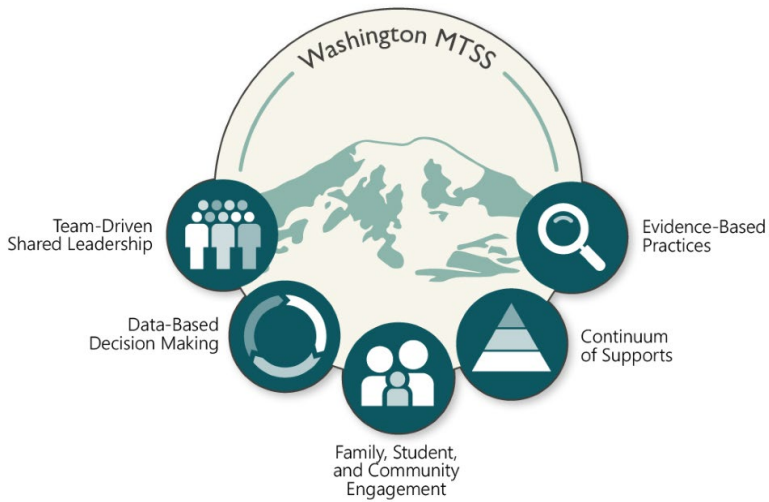 Washington MTSS
Team-Driven
Shared Leadership
Evidence-Based
Practices
Data-Based
Decision Making
Continuum
of Supports
Family, Student,
and Community
Engagement